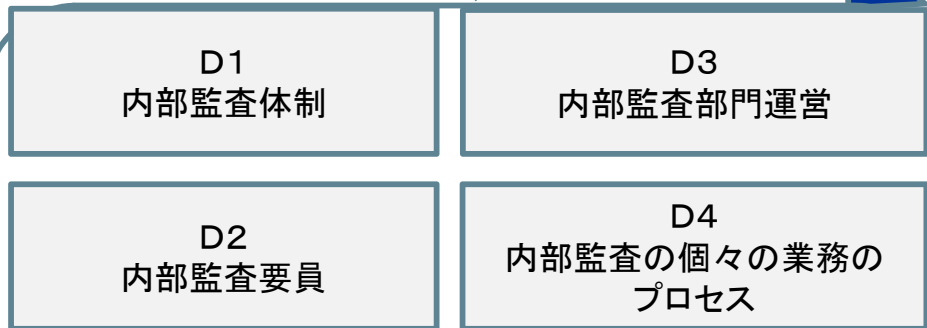 D1
内部監査体制
D3
内部監査部門運営
D2
内部監査要員
D4
内部監査の個々の業務の
プロセス